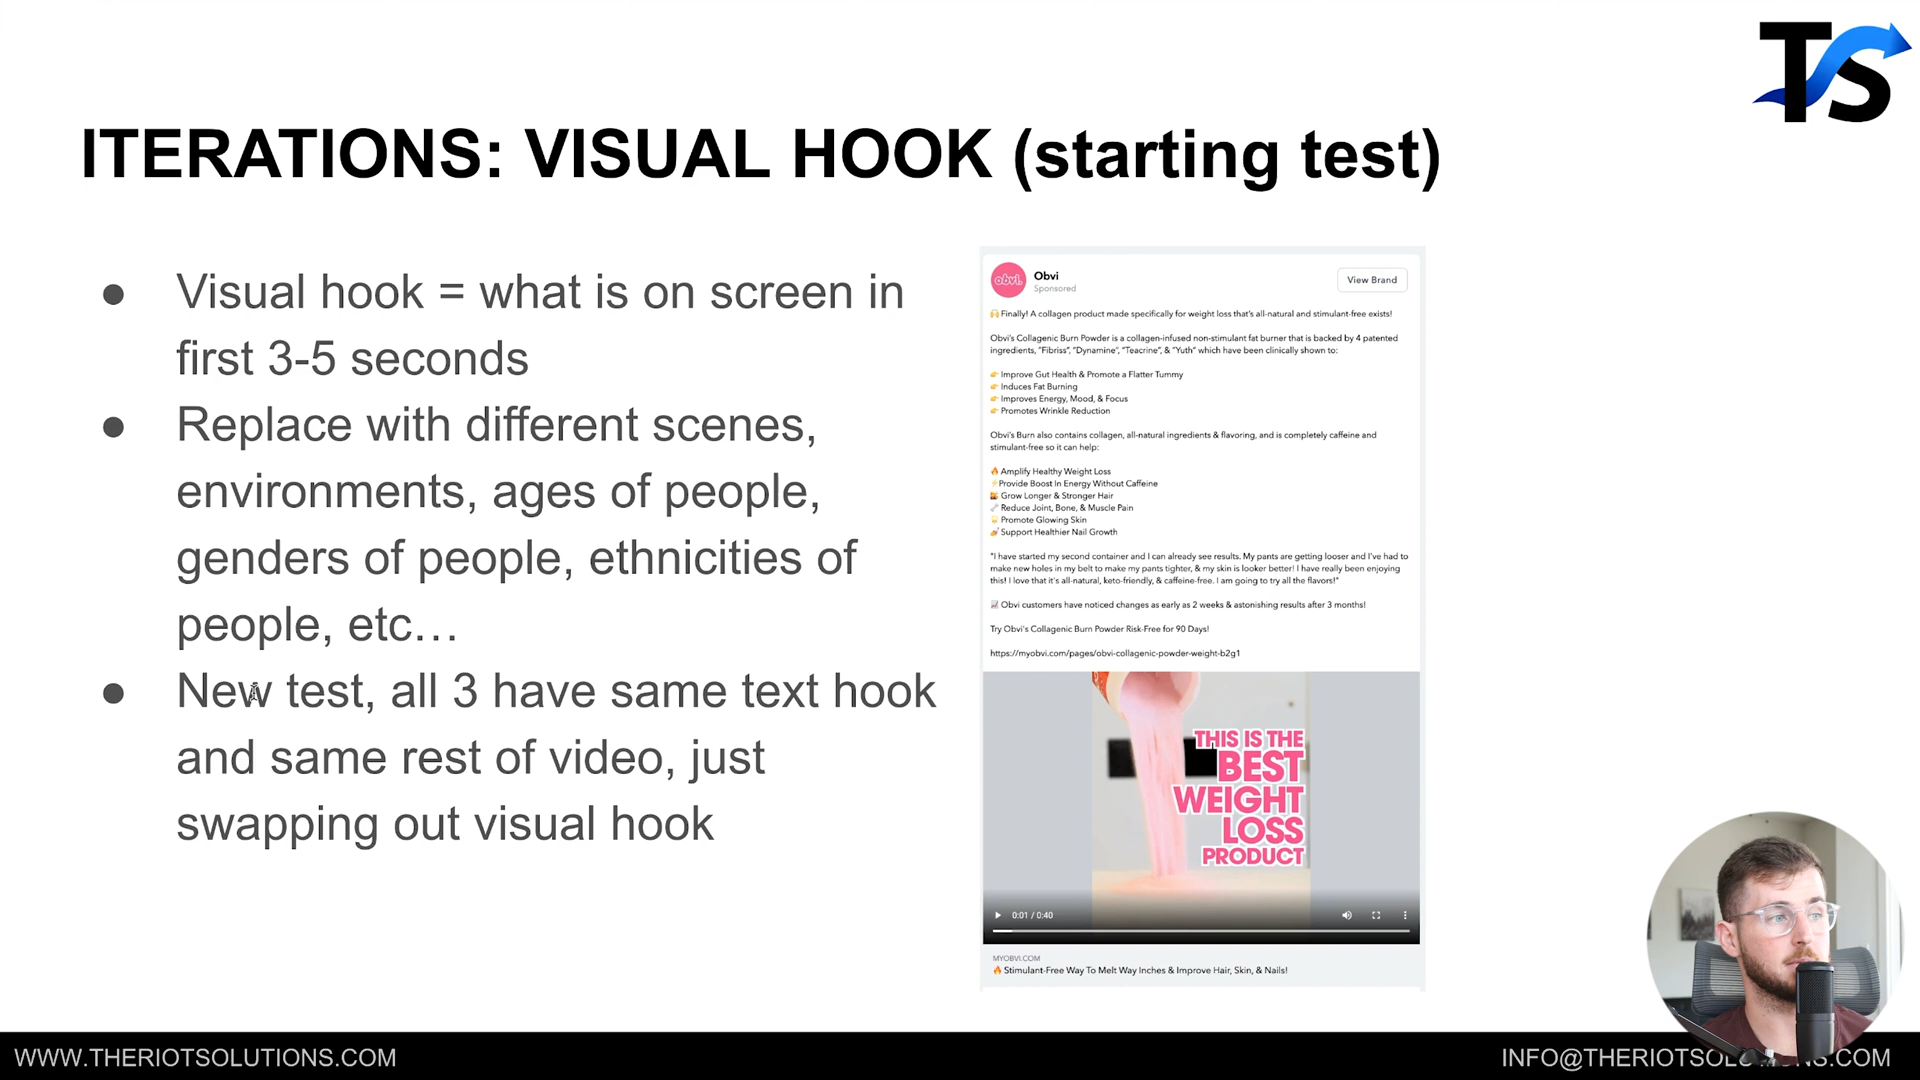 TS
ITERATIONS: VISUAL HOOK (starting test)
● Visual hook = what is on screen in
first 3-5 seconds
● Replace with different scenes,
environments, ages of people,
genders of people, ethnicities of
people, etc…
● New test, all 3 have same text hook
and same rest of video, just
swapping out visual hook
obvi.
Obvi
Sponsored
View Brand
🙌 Finally! A collagen product made specifically for weight loss that's all-natural and stimulant-free exists!
Obvi's Collagenic Burn Powder is a collagen-infused non-stimulant fat burner that is backed by 4 patented
ingredients, "Fibriss", "Dynamine", "Teacrine", & "Yuth" which have been clinically shown to:
👉 Improve Gut Health & Promote a Flatter Tummy
👉 Induces Fat Burning
👉 Improves Energy, Mood, & Focus
👉 Promotes Wrinkle Reduction
Obvi's Burn also contains collagen, all-natural ingredients & flavoring, and is completely caffeine and
stimulant-free so it can help:
🔥 Amplify Healthy Weight Loss
⚡Provide Boost In Energy Without Caffeine
Grow Longer & Stronger Hair
🦴 Reduce Joint, Bone, & Muscle Pain
Promote Glowing Skin
💅 Support Healthier Nail Growth
"I have started my second container and I can already see results. My pants are getting looser and I've had to
make new holes in my belt to make my pants tighter, & my skin is looker better! I have really been enjoying
this! I love that it's all-natural, keto-friendly, & caffeine-free. I am going to try all the flavors!"
📈 Obvi customers have noticed changes as early as 2 weeks & astonishing results after 3 months!
Try Obvi's Collagenic Burn Powder Risk-Free for 90 Days!
https://myobvi.com/pages/obvi-collagenic-powder-weight-b2g1
THIS IS THE
BEST
WEIGHT
LOSS
PRODUCT
0:01 / 0:40
MYOBVI.COM
🔥 Stimulant-Free Way To Melt Way Inches & Improve Hair, Skin, & Nails!
WWW.THERIOTSOLUTIONS.COM
INFO@THERIOTSOL NS.COM